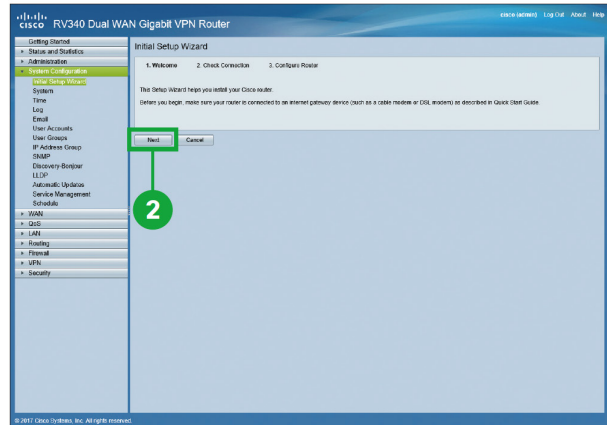 cisco RV340 Dual WAN Gigabit VPN Router
cisco (admin) Log Out About Help
Getting Started
Status and Statistics
Administration
System Configuration
Initial Setup Wizard
System
Time
Log
Email
User Accounts
User Groups
IP Address Group
SNMP
Discovery-Bonjour
LLDP
Automatic Updates
Service Management
Schedule
WAN
QoS
LAN
Routing
Firewall
VPN
Security
Initial Setup Wizard
1. Welcome 2. Check Connection 3. Configure Router
This Setup Wizard helps you install your Cisco router.
Before you begin, make sure your router is connected to an internet gateway device (such as a cable modem or DSL modem) as described in Quick Start Guide.
Next Cancel
2
© 2017 Cisco Systems, Inc. All rights reserved.